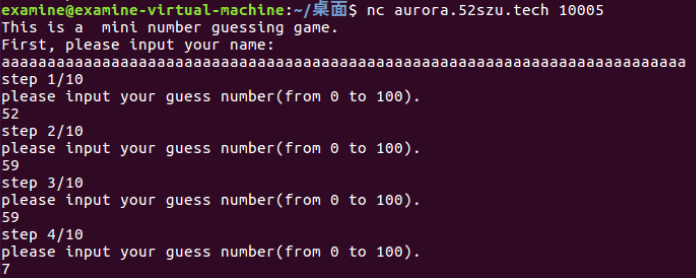 examine@examine-virtual-machine:~/桌面$ nc aurora.52szu.tech 10005
This is a  mini number guessing game.
First, please input your name:
aaaaaaaaaaaaaaaaaaaaaaaaaaaaaaaaaaaaaaaaaaaaaaaaaaaaaaaaaaaaaaaaaaaaaaaaaaa
step 1/10
please input your guess number(from 0 to 100).
52
step 2/10
please input your guess number(from 0 to 100).
59
step 3/10
please input your guess number(from 0 to 100).
59
step 4/10
please input your guess number(from 0 to 100).
7